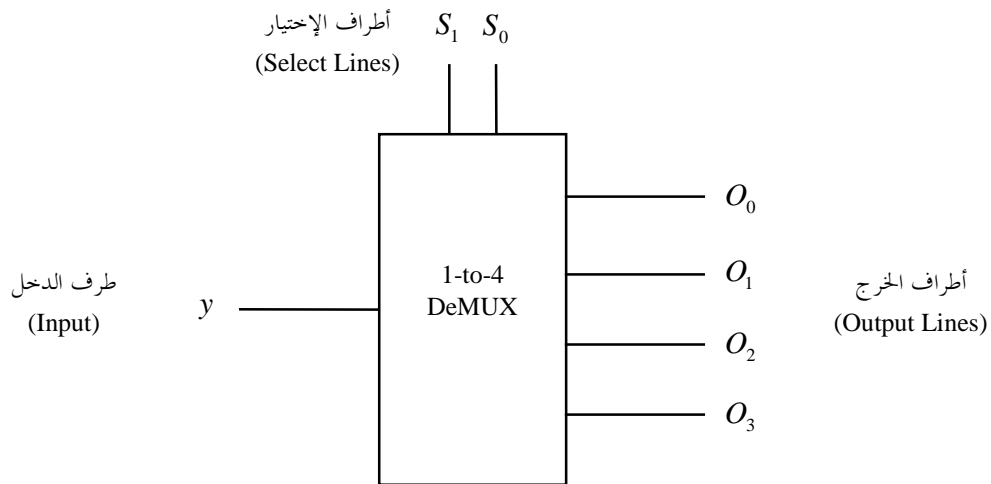 أطراف الإختيار
(Select Lines)
S₁ S₀
O₀
1-to-4
DeMUX
O₁
طرف الدخل
(Input)
y
أطراف الخرج
(Output Lines)
O₂
O₃